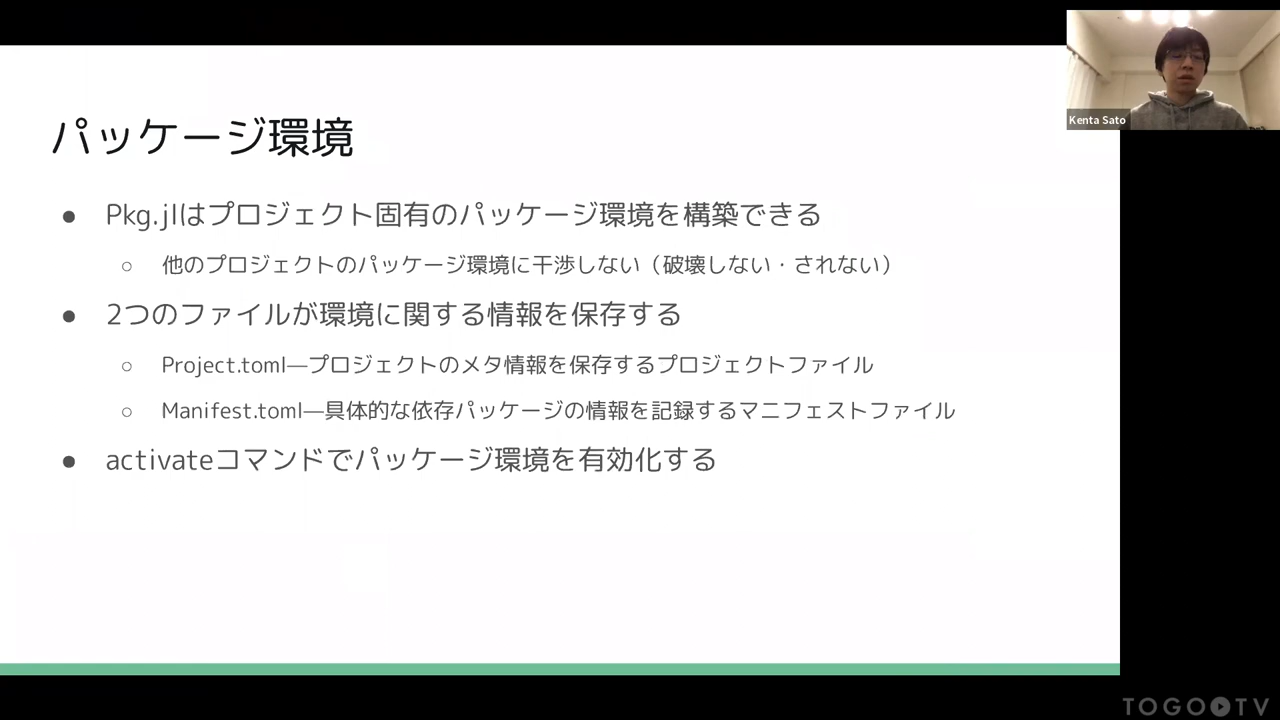 パッケージ環境
● Pkg.jlはプロジェクト固有のパッケージ環境を構築できる
○ 他のプロジェクトのパッケージ環境に干渉しない（破壊しない・されない）
● 2つのファイルが環境に関する情報を保存する
○ Project.toml—プロジェクトのメタ情報を保存するプロジェクトファイル
○ Manifest.toml—具体的な依存パッケージの情報を記録するマニフェストファイル
● activateコマンドでパッケージ環境を有効化する
Kenta Sato
TOGO TV